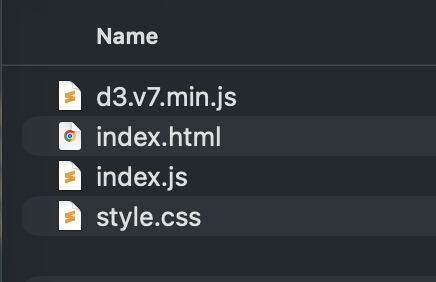 Name
d3.v7.min.js
index.html
index.js
style.css